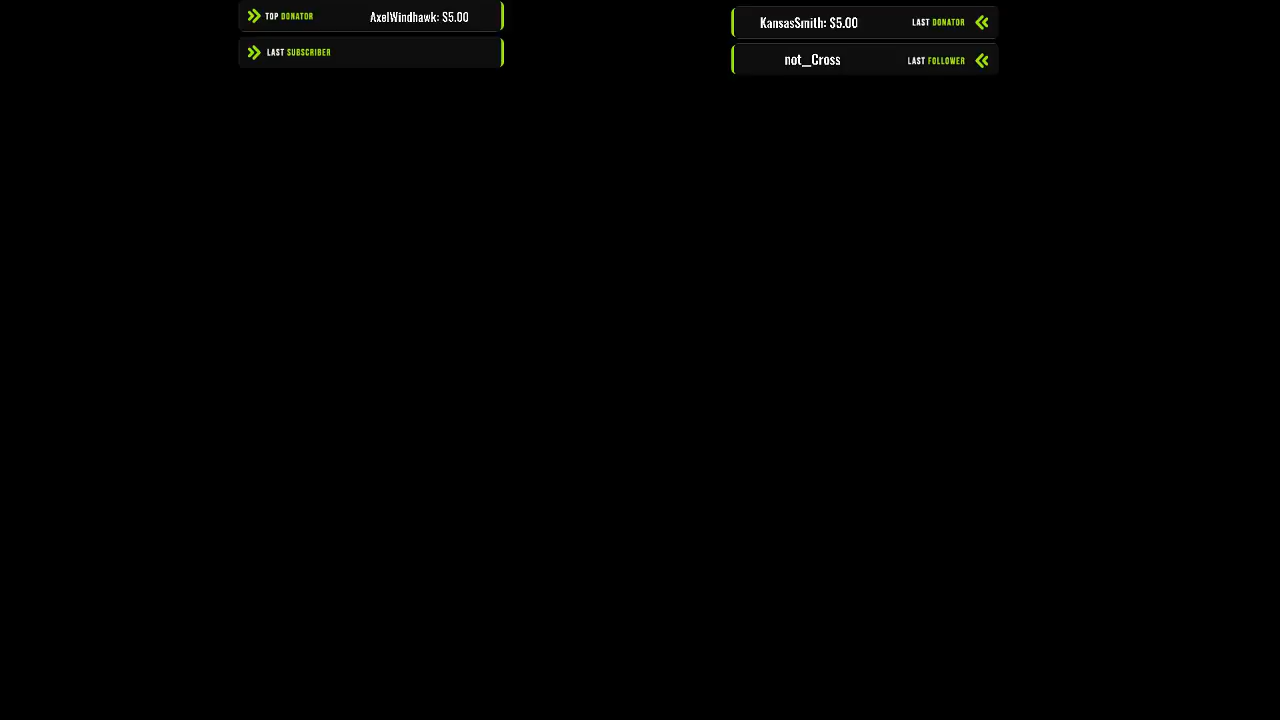 TOP DONATOR AxelWindhawk: $5.00
LAST SUBSCRIBER
KansasSmith: $5.00 LAST DONATOR
not_Cross LAST FOLLOWER